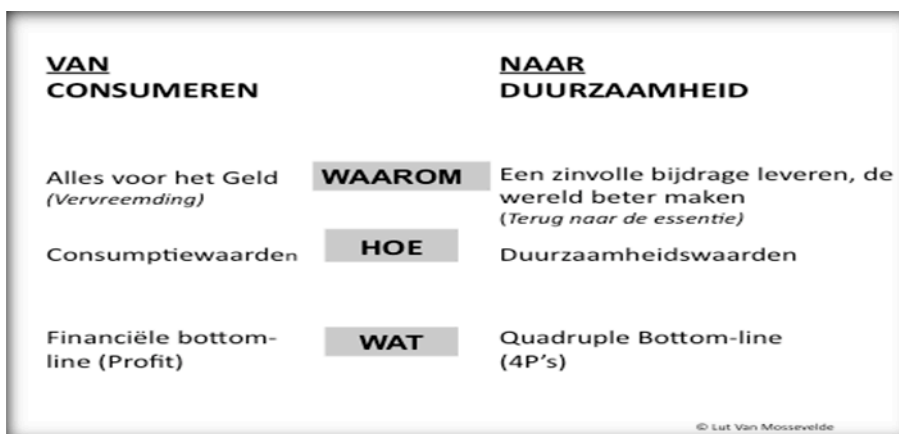 VAN
CONSUMEREN
NAAR
DUURZAAMHEID
Alles voor het Geld
(Vervreemding)
WAAROM
Een zinvolle bijdrage leveren, de
wereld beter maken
(Terug naar de essentie)
Consumptiewaarden
HOE
Duurzaamheidswaarden
Financiële bottom-
line (Profit)
WAT
Quadruple Bottom-line
(4P's)
© Lut Van Mossevelde